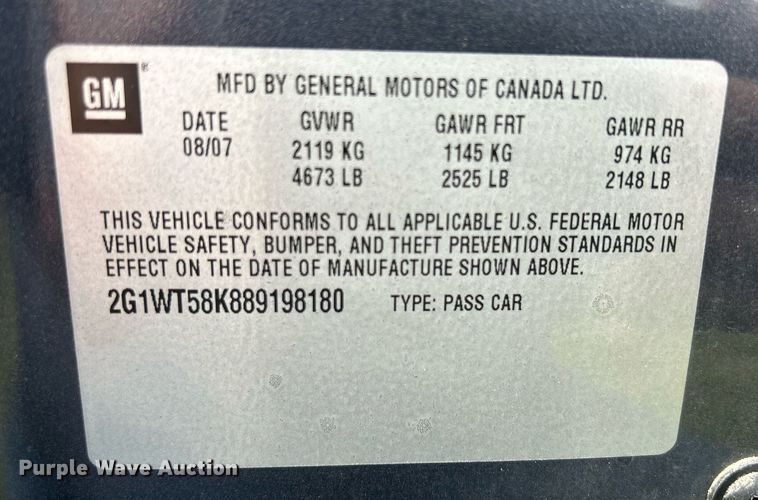 GM
MFD BY GENERAL MOTORS OF CANADA LTD.
DATE GVWR GAWR FRT GAWR RR
08/07 2119 KG 1145 KG 974 KG
4673 LB 2525 LB 2148 LB
THIS VEHICLE CONFORMS TO ALL APPLICABLE U.S. FEDERAL MOTOR
VEHICLE SAFETY, BUMPER, AND THEFT PREVENTION STANDARDS IN
EFFECT ON THE DATE OF MANUFACTURE SHOWN ABOVE.
2G1WT58K889198180 TYPE: PASS CAR
Purple Wave Auction